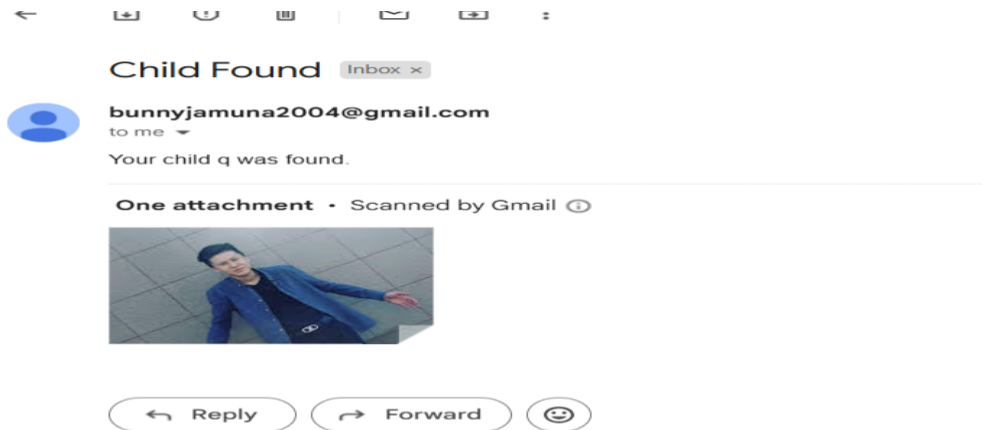 Child Found Inbox ×
bunnyjamuna2004@gmail.com
to me
Your child q was found.
One attachment • Scanned by Gmail
Reply Forward